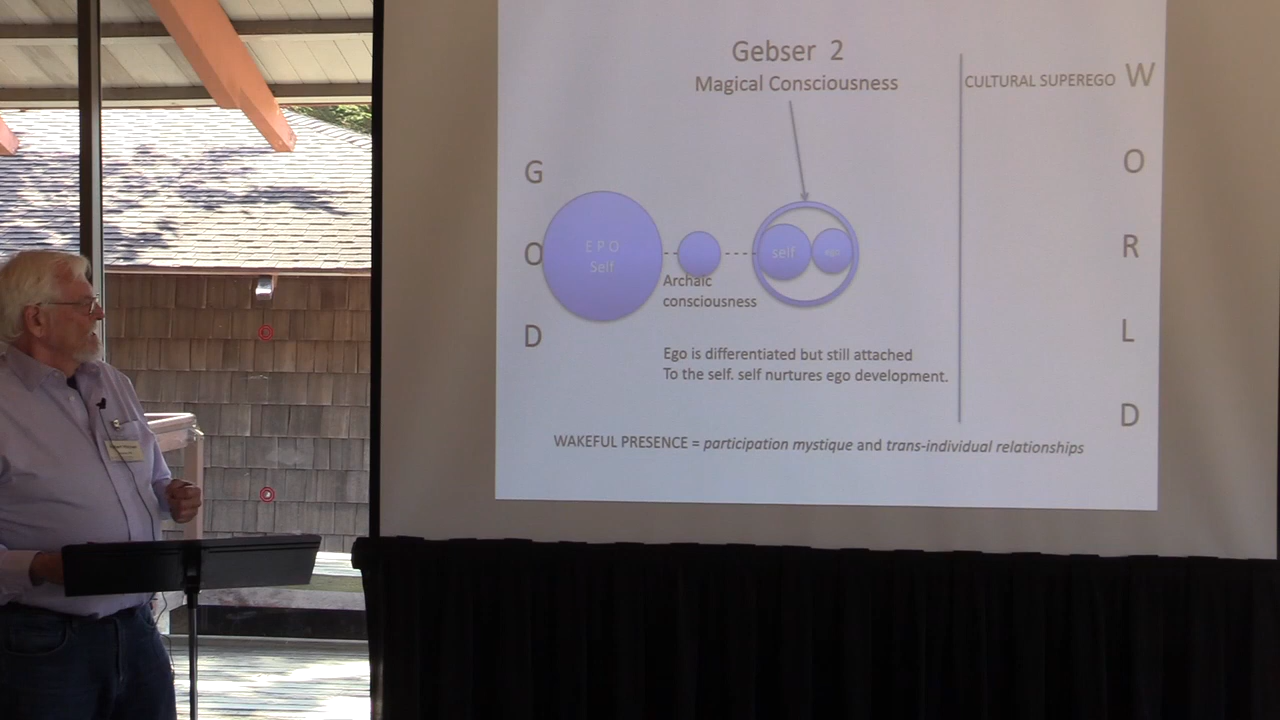 Gebser 2
Magical Consciousness
CULTURAL SUPEREGO
W
O
R
L
D
G
O
D
E P O
Self
self
ego
Archaic
consciousness
Ego is differentiated but still attached
To the self. self nurtures ego development.
WAKEFUL PRESENCE = participation mystique and trans-individual relationships